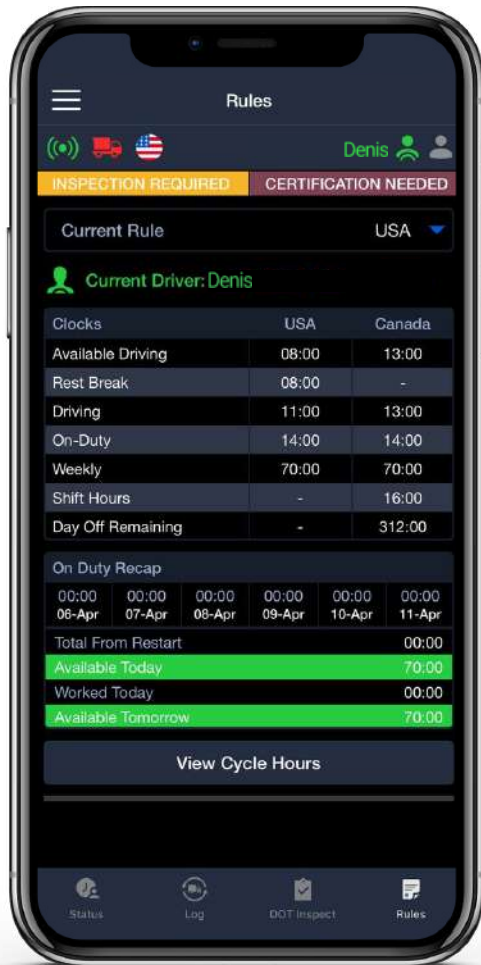 Rules
Denis
INSPECTION REQUIRED CERTIFICATION NEEDED
Current Rule USA
Current Driver: Denis
Clocks USA Canada
Available Driving 08:00 13:00
Rest Break 08:00 -
Driving 11:00 13:00
On-Duty 14:00 14:00
Weekly 70:00 70:00
Shift Hours - 16:00
Day Off Remaining - 312:00
On Duty Recap
00:00 00:00 00:00 00:00 00:00 00:00
06-Apr 07-Apr 08-Apr 09-Apr 10-Apr 11-Apr
Total From Restart 00:00
Available Today 70:00
Worked Today 00:00
Available Tomorrow 70:00
View Cycle Hours
Status Log DOT Inspect Rules